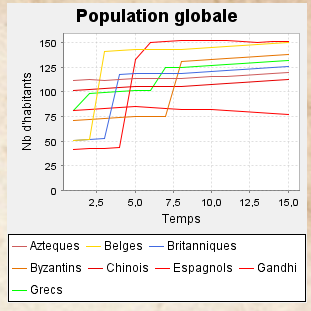 Population globale
Nb d'habitants
150
125
100
75
50
25
0
2,5 5,0 7,5 10,0 12,5 15,0
Temps
Azteques Belges Britanniques
Byzantins Chinois Espagnols Gandhi
Grecs